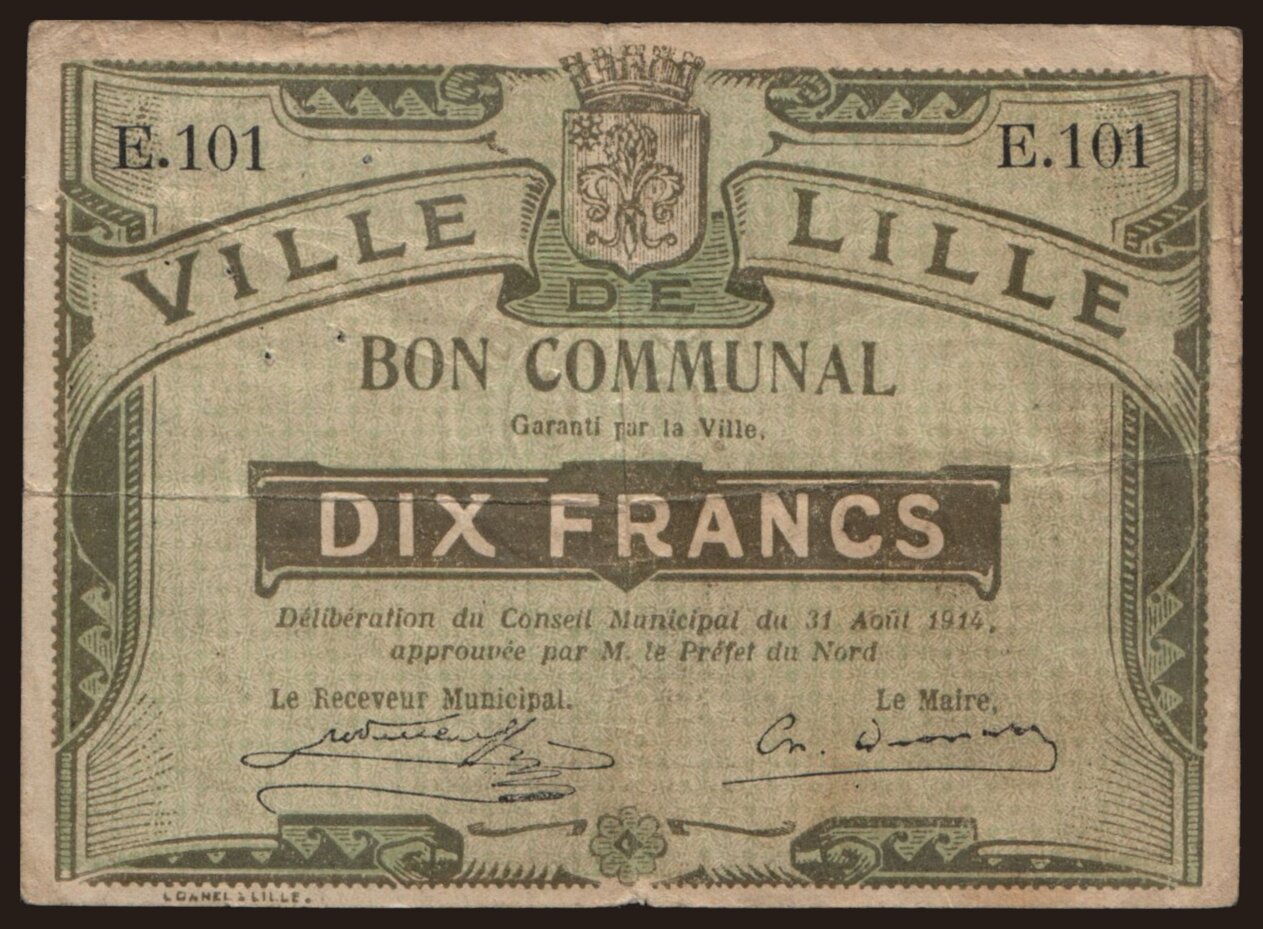 E.101 E.101
VILLE DE LILLE
BON COMMUNAL
Garanti par la Ville,
DIX FRANCS
Délibération du Conseil Municipal du 31 Août 1914,
approuvée par M. le Préfet du Nord
Le Receveur Municipal. Le Maire,
Ch.
L. DANEL à LILLE.